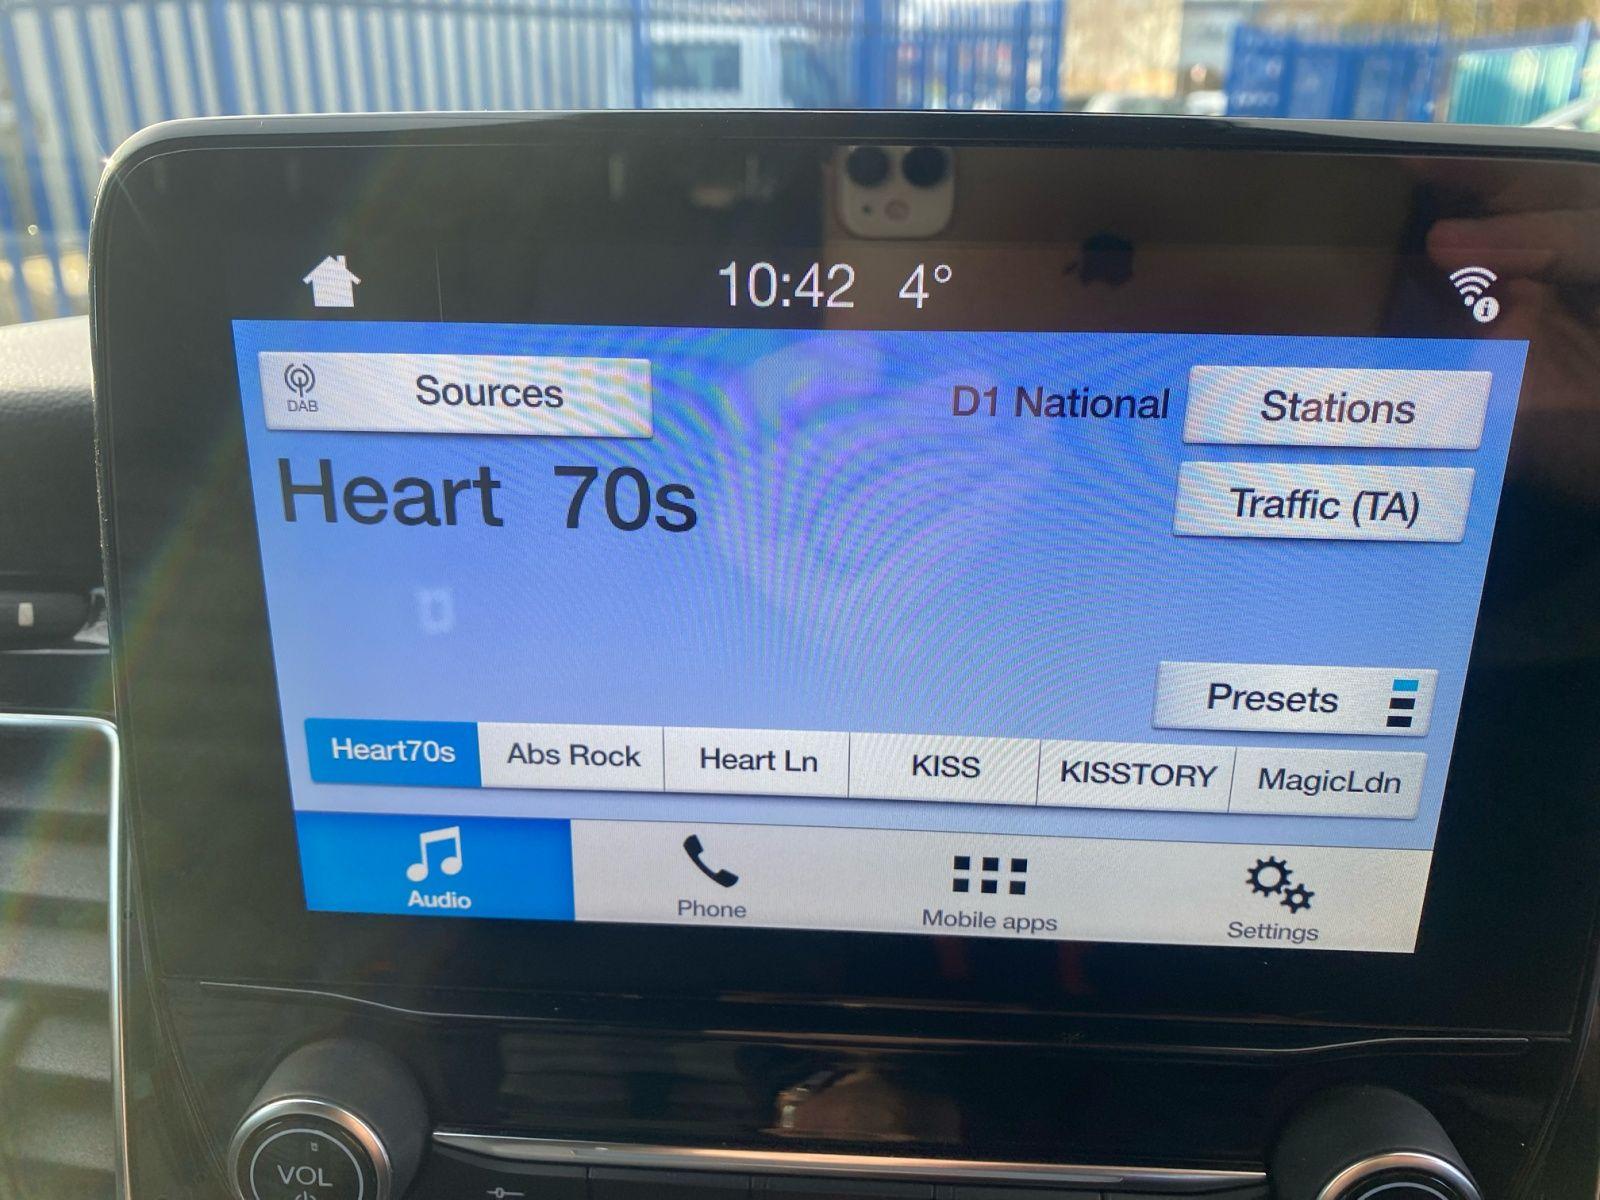 10:42 4°
DAB
Sources
D1 National
Stations
Heart 70s
Traffic (TA)
Presets
Heart70s
Abs Rock
Heart Ln
KISS
KISSTORY
MagicLdn
Audio
Phone
Mobile apps
Settings
VOL